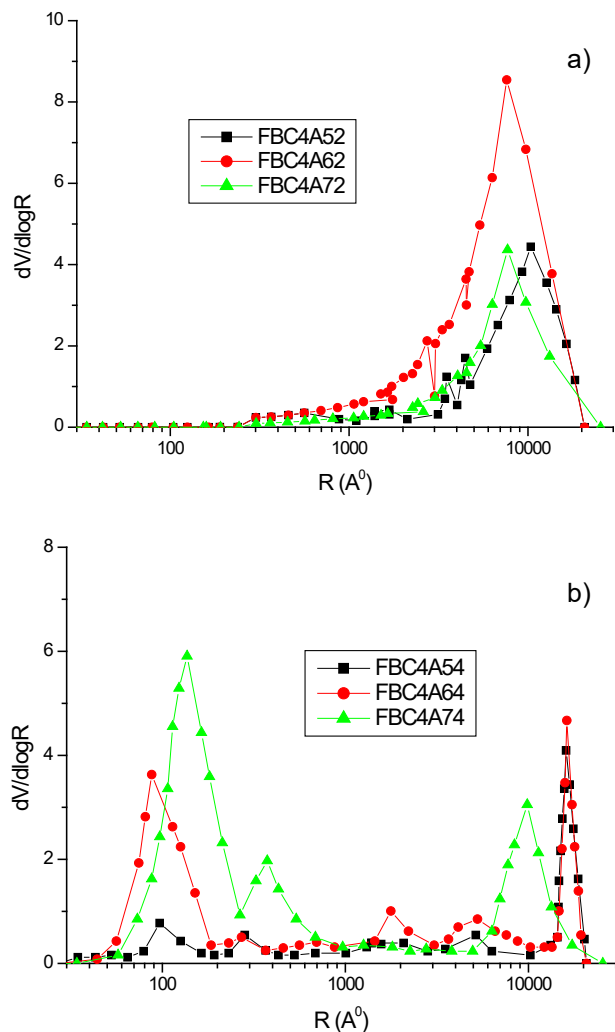 a)
10
8
6
4
2
0
dV/dlogR
FBC4A52
FBC4A62
FBC4A72
100 1000 10000
R (A⁰)
b)
8
6
4
2
0
dV/dlogR
FBC4A54
FBC4A64
FBC4A74
100 1000 10000
R (A⁰)